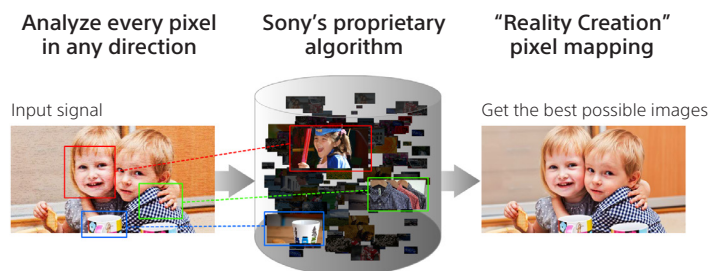 Analyze every pixel
in any direction
Sony’s proprietary
algorithm
“Reality Creation”
pixel mapping
Input signal
Get the best possible images